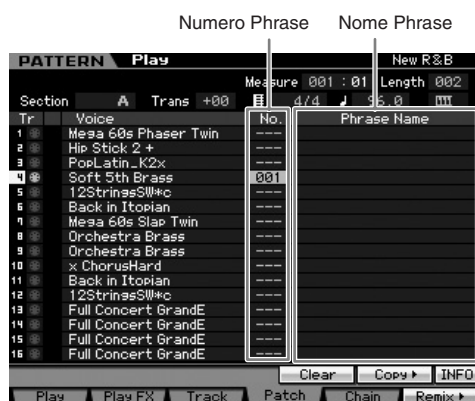 Numero Phrase Nome Phrase
PATTERN Play New R&B
Measure 001 : 01 Length 002
Section A Trans +00 4/4 96.0
Tr Voice No. Phrase Name
1 Mega 60s Phaser Twin ---
2 Hip Stick 2 + ---
3 PopLatin_K2x ---
4 Soft 5th Brass 001
5 12StringsSW*c ---
6 Back in Itopian ---
7 Mega 60s Slap Twin ---
8 Orchestra Brass ---
9 Orchestra Brass ---
10 x ChorusHard ---
11 Back in Itopian ---
12 12StringsSW*c ---
13 Full Concert GrandE ---
14 Full Concert GrandE ---
15 Full Concert GrandE ---
16 Full Concert GrandE ---
Clear Copy INFO
Play Play FX Track Patch Chain Remix